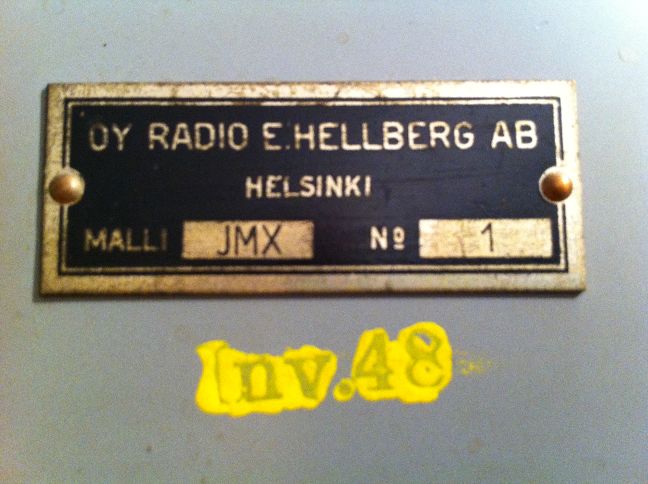 OY RADIO E.HELLBERG AB
HELSINKI
MALLI JMX Nº 1
Inv.48